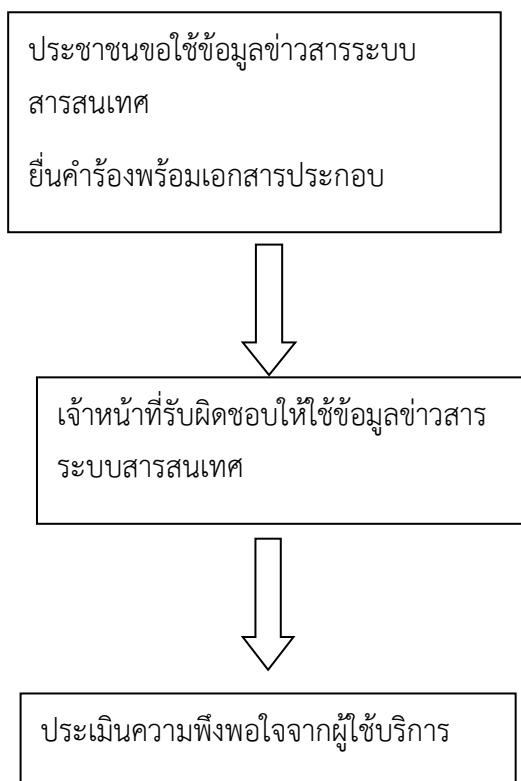 ประชาชนขอใช้ข้อมูลข่าวสารระบบ
สารสนเทศ
ยื่นคำร้องพร้อมเอกสารประกอบ
เจ้าหน้าที่รับผิดชอบให้ใช้ข้อมูลข่าวสาร
ระบบสารสนเทศ
ประเมินความพึงพอใจจากผู้ใช้บริการ